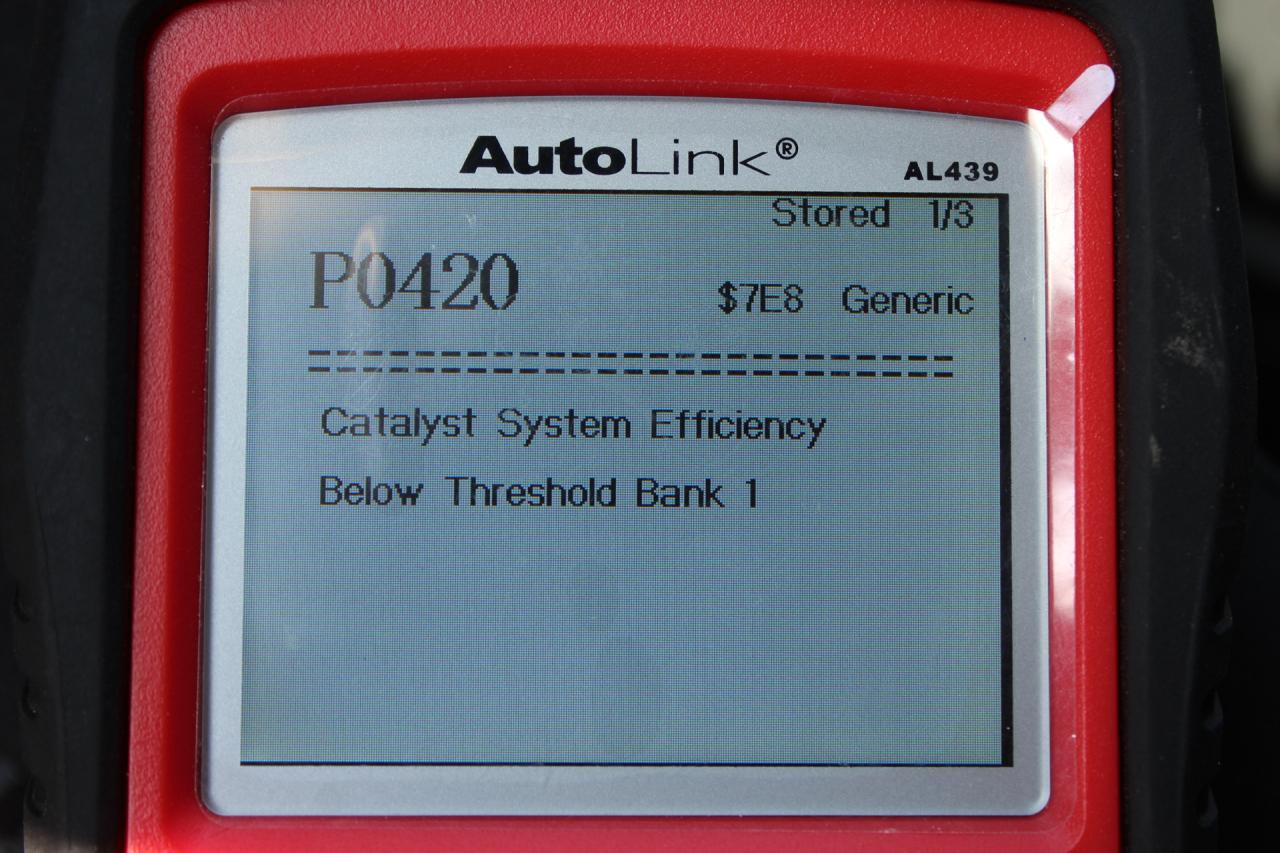 AutoLink®
AL439
Stored 1/3
P0420
$7E8 Generic
Catalyst System Efficiency
Below Threshold Bank 1